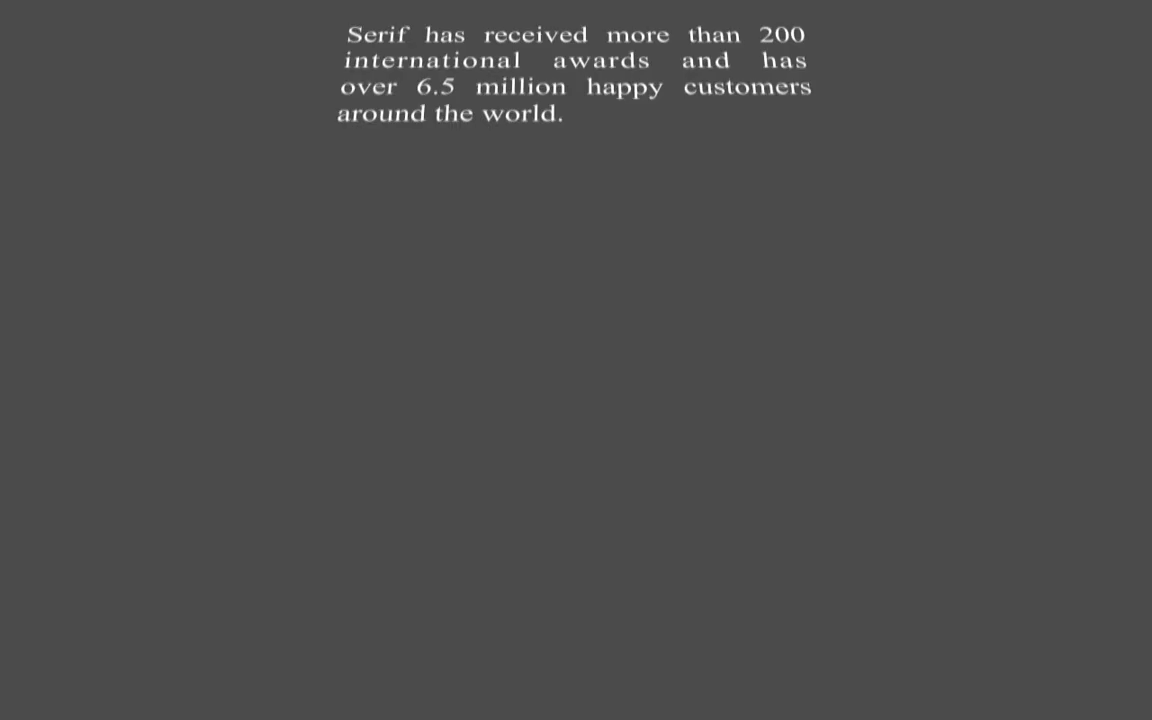 Serif has received more than 200
international awards and has
over 6.5 million happy customers
around the world.